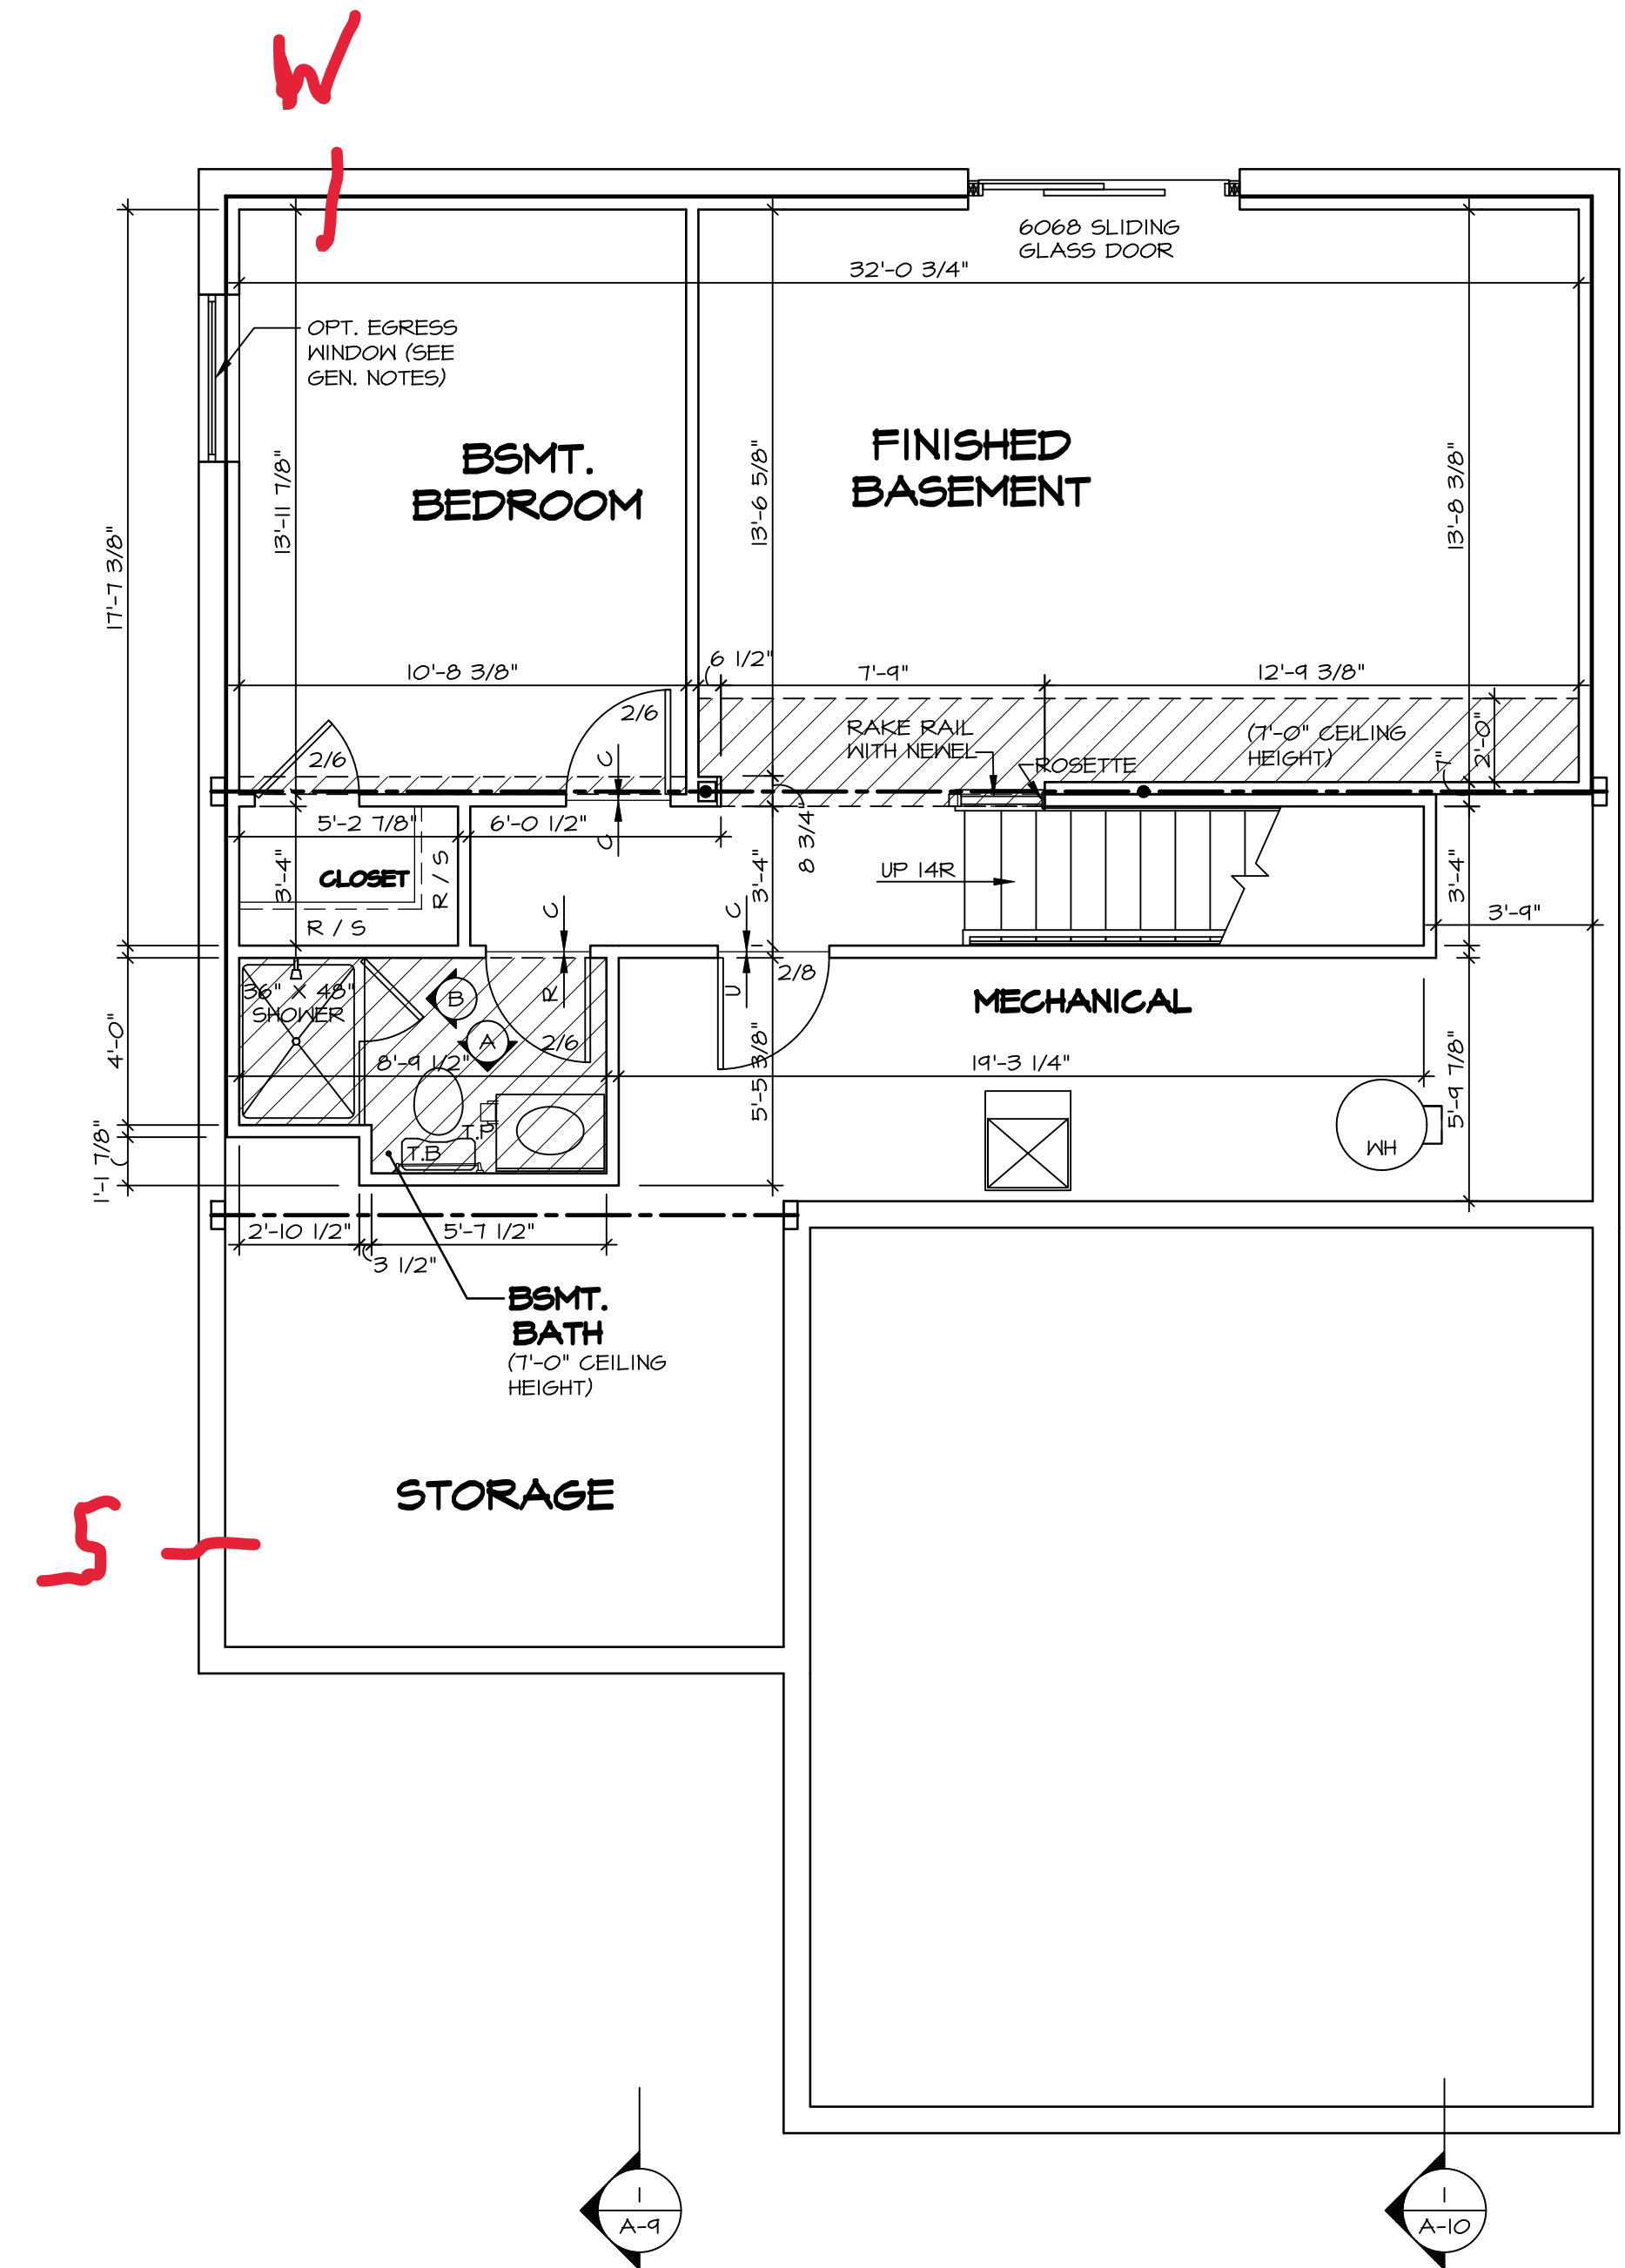 W
6068 SLIDING
GLASS DOOR
32'-0 3/4"
OPT. EGRESS
WINDOW (SEE
GEN. NOTES)
BSMT.
BEDROOM
FINISHED
BASEMENT
13'-11 7/8"
13'-6 5/8"
13'-8 3/8"
17'-7 3/8"
10'-8 3/8"
6 1/2"
7'-9"
12'-9 3/8"
2/6
RAKE RAIL
WITH NEWEL
(7'-0" CEILING
HEIGHT)
2'-0"
7"
2/6
C
ROSETTE
5'-2 7/8"
6'-0 1/2"
C
8 3/4"
CLOSET
3'-4"
R / S
R / S
3'-4"
UP 14R
3'-4"
3'-9"
C
C
R
U
2/8
36" X 48"
SHOWER
B
A
2/6
MECHANICAL
4'-0"
8'-9 1/2"
5'-5 3/8"
19'-3 1/4"
5'-9 7/8"
T.P
T.B
WH
1'-1 7/8"
2'-10 1/2"
5'-7 1/2"
3 1/2"
BSMT.
BATH
(7'-0" CEILING
HEIGHT)
STORAGE
S
1
A-9
1
A-10